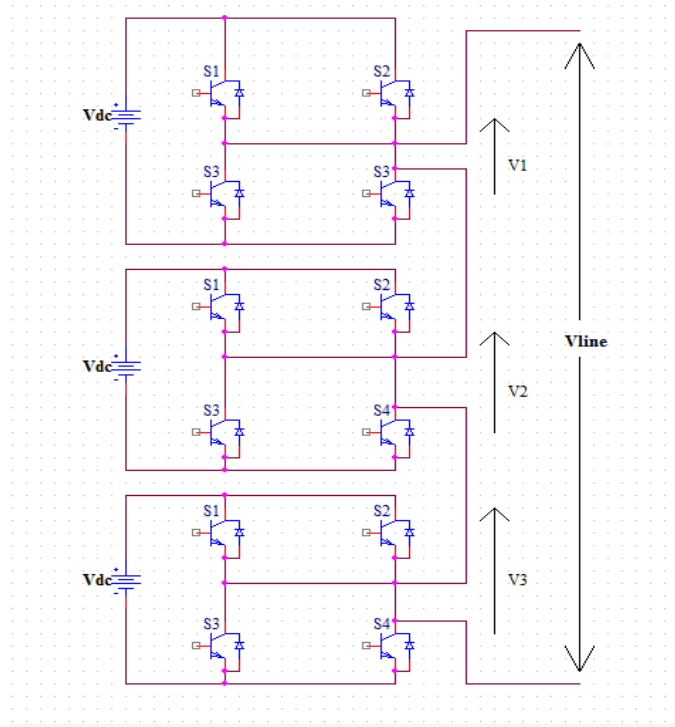 S1 S2
+
Vdc
-
V1
S3 S3
S1 S2
Vline
+
Vdc
-
V2
S3 S4
S1 S2
+
Vdc
-
V3
S3 S4